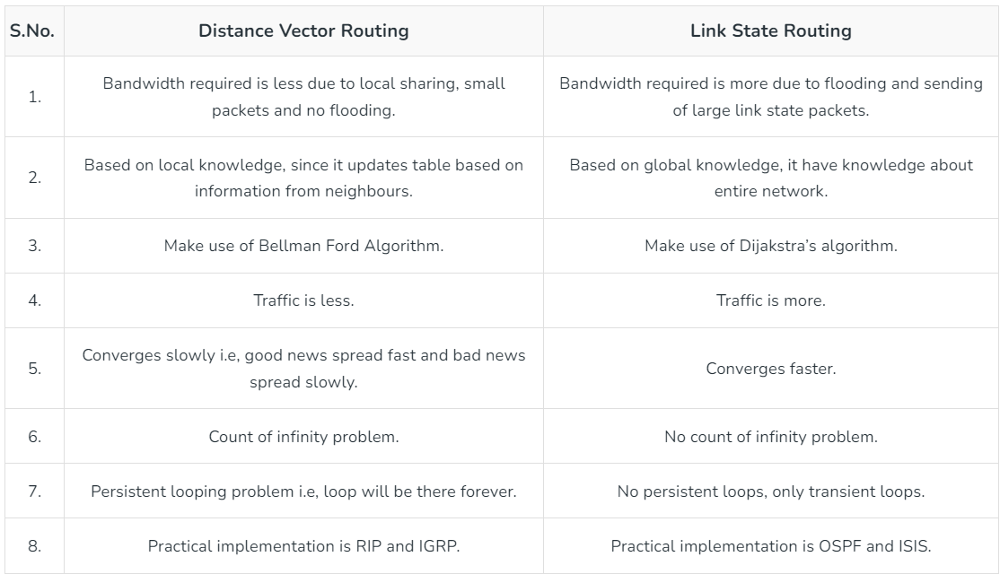 S.No. Distance Vector Routing Link State Routing
1. Bandwidth required is less due to local sharing, small
packets and no flooding.
Bandwidth required is more due to flooding and sending
of large link state packets.
2. Based on local knowledge, since it updates table based on
information from neighbours.
Based on global knowledge, it have knowledge about
entire network.
3. Make use of Bellman Ford Algorithm. Make use of Dijakstra’s algorithm.
4. Traffic is less. Traffic is more.
5. Converges slowly i.e, good news spread fast and bad news
spread slowly.
Converges faster.
6. Count of infinity problem. No count of infinity problem.
7. Persistent looping problem i.e, loop will be there forever. No persistent loops, only transient loops.
8. Practical implementation is RIP and IGRP. Practical implementation is OSPF and ISIS.